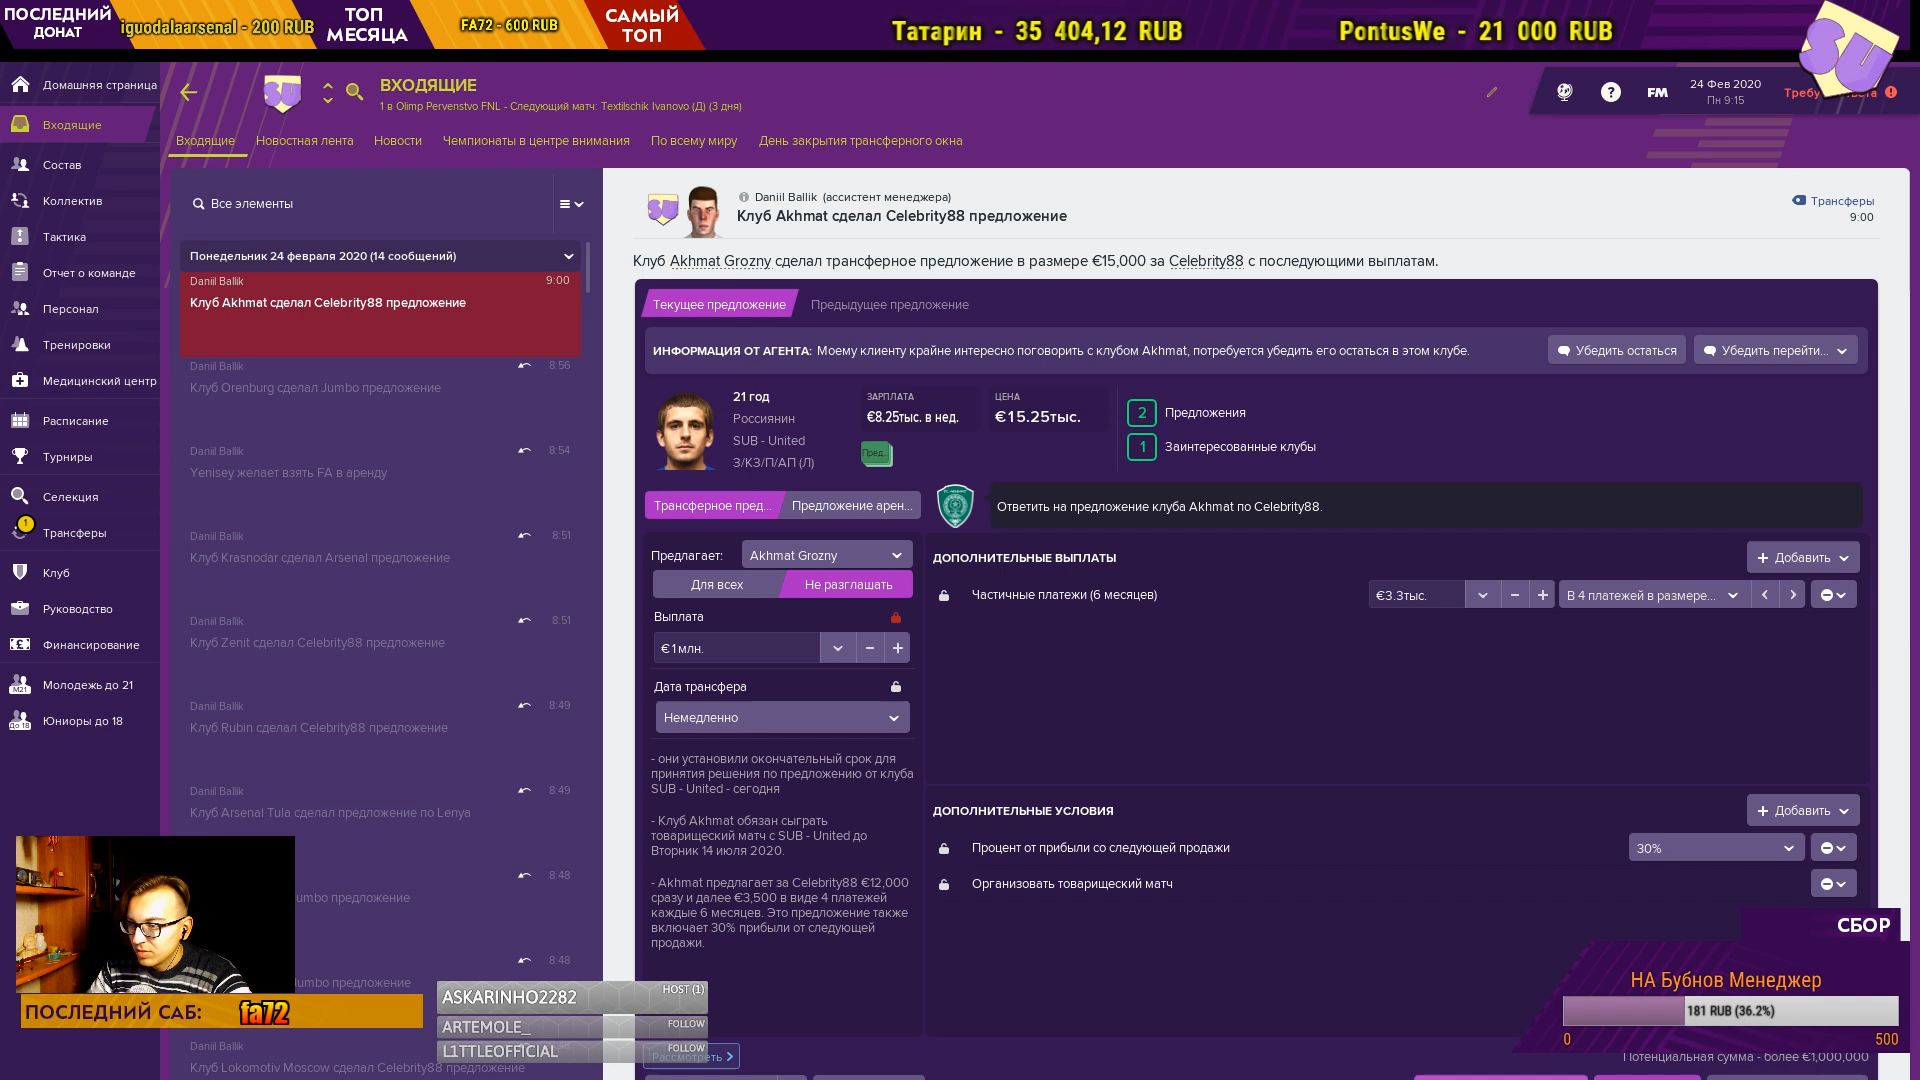 ПОСЛЕДНИЙ ДОНАТ
iguodalaarsenal - 200 RUB
ТОП МЕСЯЦА
FA72 - 600 RUB
САМЫЙ ТОП
Татарин - 35 404,12 RUB
PontusWe - 21 000 RUB
SU
Домашняя страница
Входящие
Состав
Коллектив
Тактика
Отчет о команде
Персонал
Тренировки
Медицинский центр
Расписание
Турниры
Селекция
1
Трансферы
Клуб
Руководство
Финансирование
Молодежь до 21
Юниоры до 18
ВХОДЯЩИЕ
1 в Olimp Pervenstvo FNL - Следующий матч: Textilschik Ivanovo (Д) (3 дня)
FM
24 Фев 2020
Пн 9:15
Входящие
Новостная лента
Новости
Чемпионаты в центре внимания
По всему миру
День закрытия трансферного окна
Все элементы
Понедельник 24 февраля 2020 (14 сообщений)
Daniil Ballik 9:00
Клуб Akhmat сделал Celebrity88 предложение
Daniil Ballik 8:56
Клуб Orenburg сделал Jumbo предложение
Daniil Ballik 8:54
Yenisey желает взять FA в аренду
Daniil Ballik 8:51
Клуб Krasnodar сделал Arsenal предложение
Daniil Ballik 8:51
Клуб Zenit сделал Celebrity88 предложение
Daniil Ballik 8:49
Клуб Rubin сделал Celebrity88 предложение
Daniil Ballik 8:49
Клуб Arsenal Tula сделал предложение по Lenya
8:48
umbo предложение
8:48
Jumbo предложение
Daniil Ballik
Клуб Lokomotiv Moscow сделал Celebrity88 предложение
Daniil Ballik (ассистент менеджера)
Клуб Akhmat сделал Celebrity88 предложение
Трансферы
9:00
Клуб Akhmat Grozny сделал трансферное предложение в размере €15,000 за Celebrity88 с последующими выплатам.
Текущее предложение
Предыдущее предложение
ИНФОРМАЦИЯ ОТ АГЕНТА: Моему клиенту крайне интересно поговорить с клубом Akhmat, потребуется убедить его остаться в этом клубе.
Убедить остаться
Убедить перейти...
21 год
Россиянин
SUB - United
З/КЗ/П/АП (Л)
ЗАРПЛАТА
€8.25тыс. в нед.
ЦЕНА
€15.25тыс.
Пред...
2 Предложения
1 Заинтересованные клубы
Трансферное пред...
Предложение арен...
Ответить на предложение клуба Akhmat по Celebrity88.
Предлагает: Akhmat Grozny
Для всех
Не разглашать
Выплата
€1млн.
Дата трансфера
Немедленно
- они установили окончательный срок для
принятия решения по предложению от клуба
SUB - United - сегодня
- Клуб Akhmat обязан сыграть
товарищеский матч с SUB - United до
Вторник 14 июля 2020.
- Akhmat предлагает за Celebrity88 €12,000
сразу и далее €3,500 в виде 4 платежей
каждые 6 месяцев. Это предложение также
включает 30% прибыли от следующей
продажи.
ДОПОЛНИТЕЛЬНЫЕ ВЫПЛАТЫ
Добавить
Частичные платежи (6 месяцев)
€3.3тыс.
В 4 платежей в размере...
ДОПОЛНИТЕЛЬНЫЕ УСЛОВИЯ
Добавить
Процент от прибыли со следующей продажи
30%
Организовать товарищеский матч
Рассмотреть
Потенциальная сумма - более €1,000,000
ПОСЛЕДНИЙ САБ: fa72
ASKARINHO2282 HOST (1)
ARTEMOLE_ FOLLOW
L1TTLEOFFICIAL FOLLOW
СБОР
НА Бубнов Менеджер
181 RUB (36.2%)
0 500